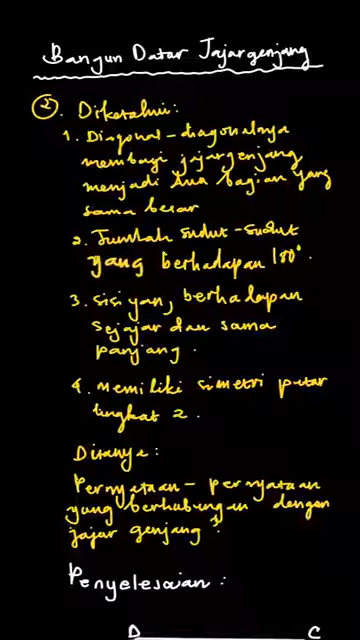 Bangun Datar Jajargenjang
2. Diketahui:
1. Diagonal-diagonalnya
membagi jajargenjang
menjadi dua bagian yang
sama besar
2. Jumlah sudut-sudut
yang berhadapan 180°.
3. Sisi yang berhadapan
sejajar dan sama
panjang.
4. Memiliki simetri putar
tingkat 2.
Ditanya:
Pernyataan-pernyataan
yang berhubungan dengan
jajar genjang?
Penyelesaian:
D C